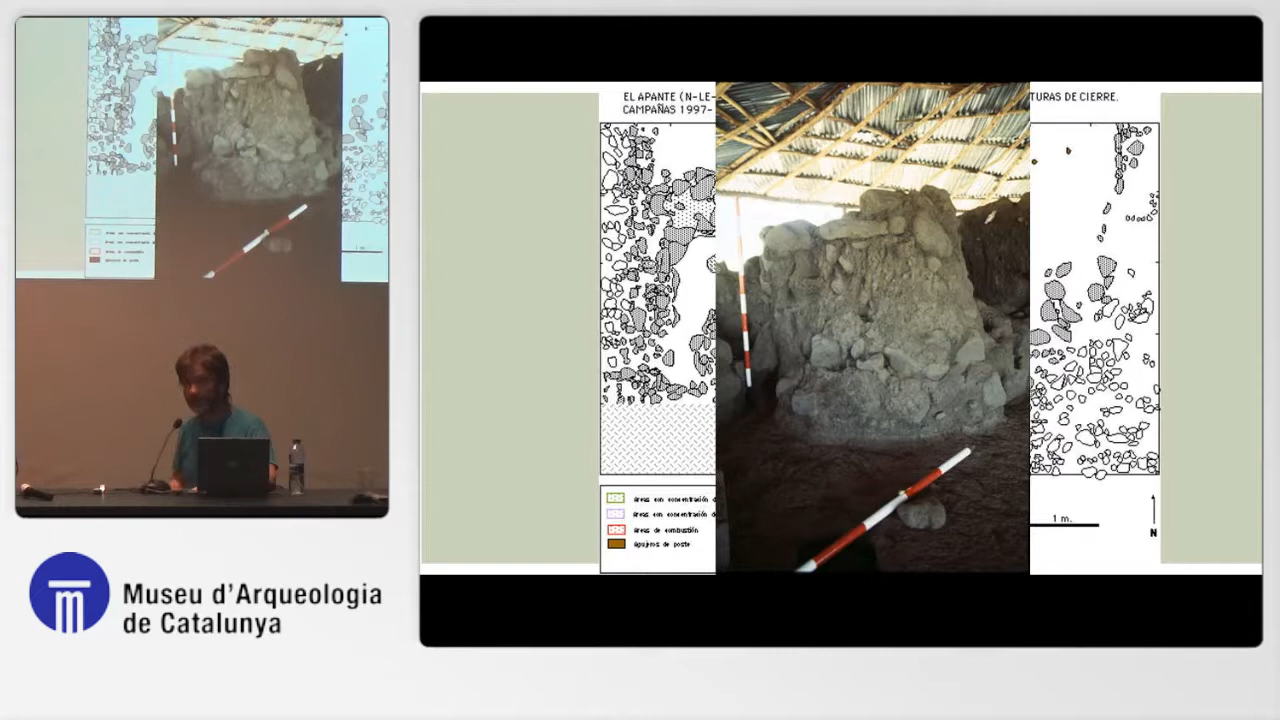 EL APANTE (N-LE-
CAMPAÑAS 1997-
TURAS DE CIERRE.
Áreas con concentración d
Áreas con concentración de
Áreas de combustión
Agujeros de poste
1 m.
N
Museu d'Arqueologia
de Catalunya